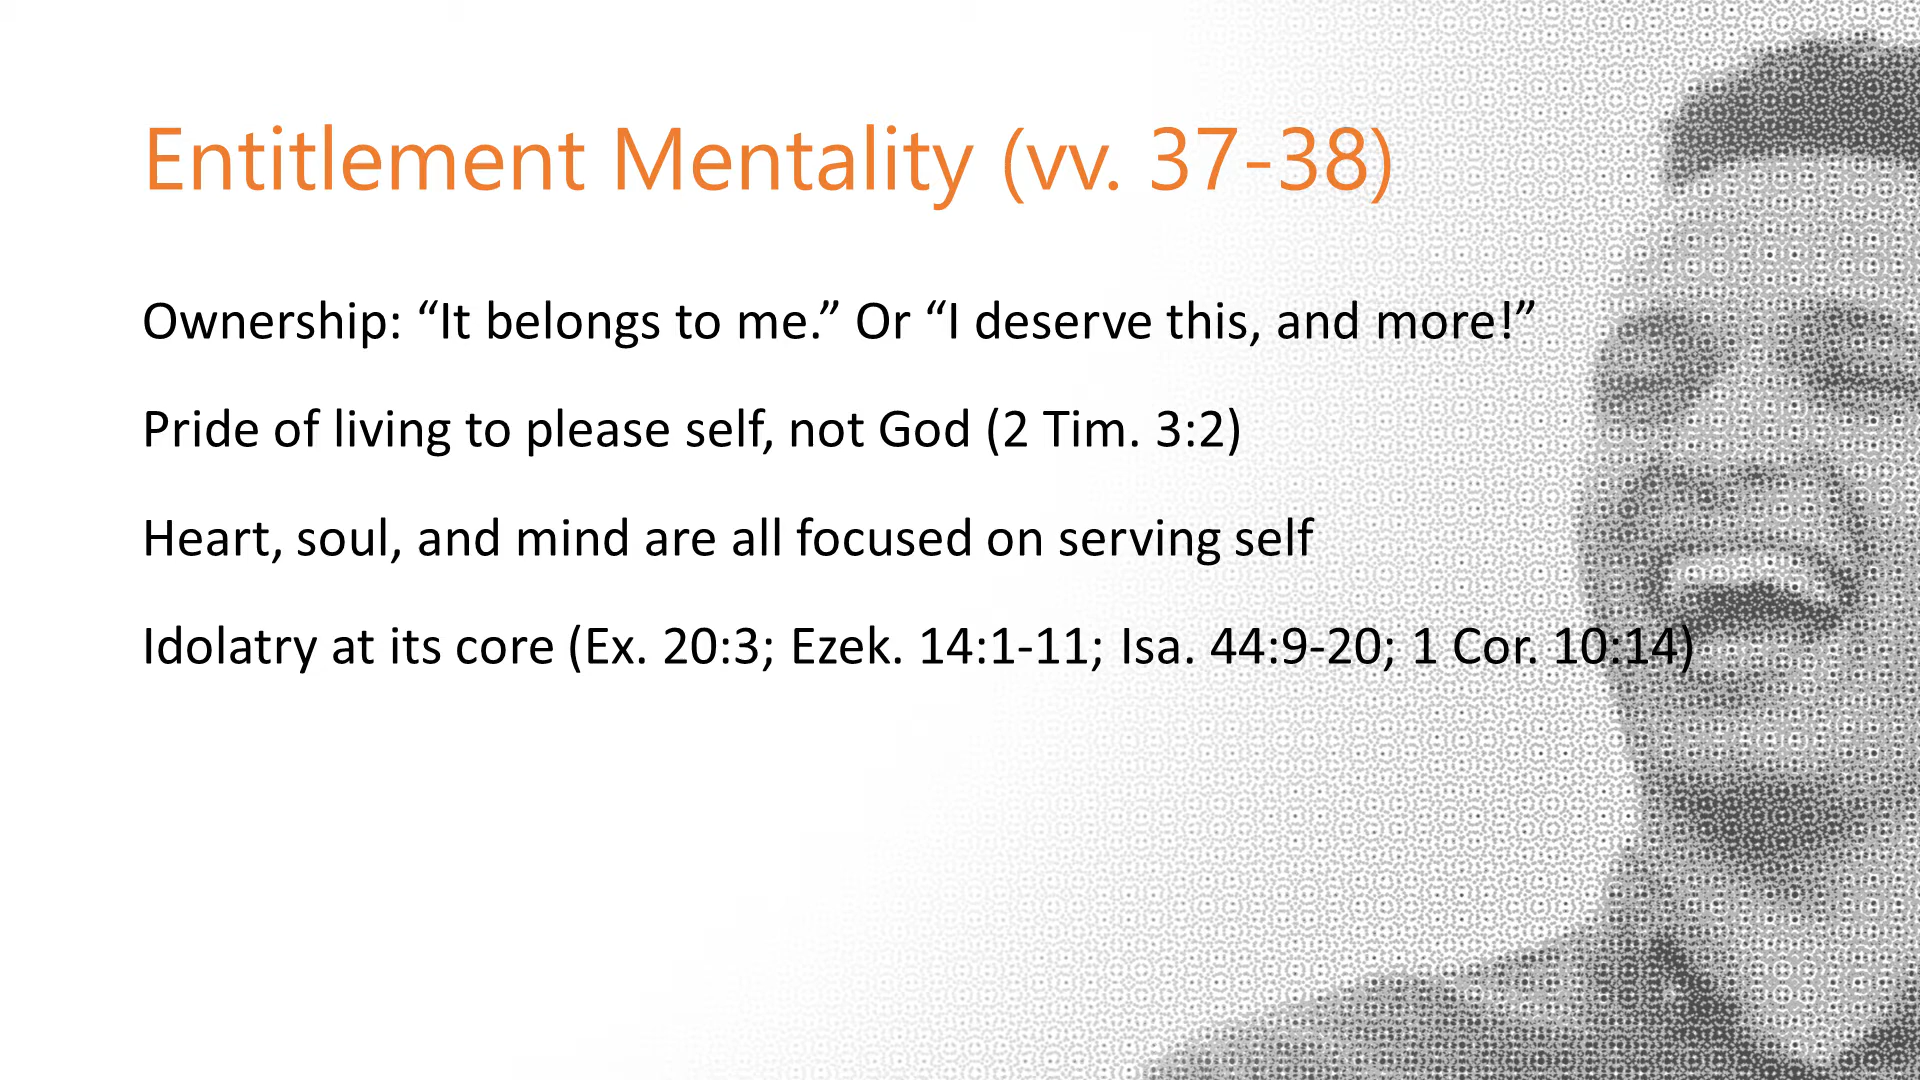 Entitlement Mentality (vv. 37-38)
Ownership: “It belongs to me.” Or “I deserve this, and more!”
Pride of living to please self, not God (2 Tim. 3:2)
Heart, soul, and mind are all focused on serving self
Idolatry at its core (Ex. 20:3; Ezek. 14:1-11; Isa. 44:9-20; 1 Cor. 10:14)